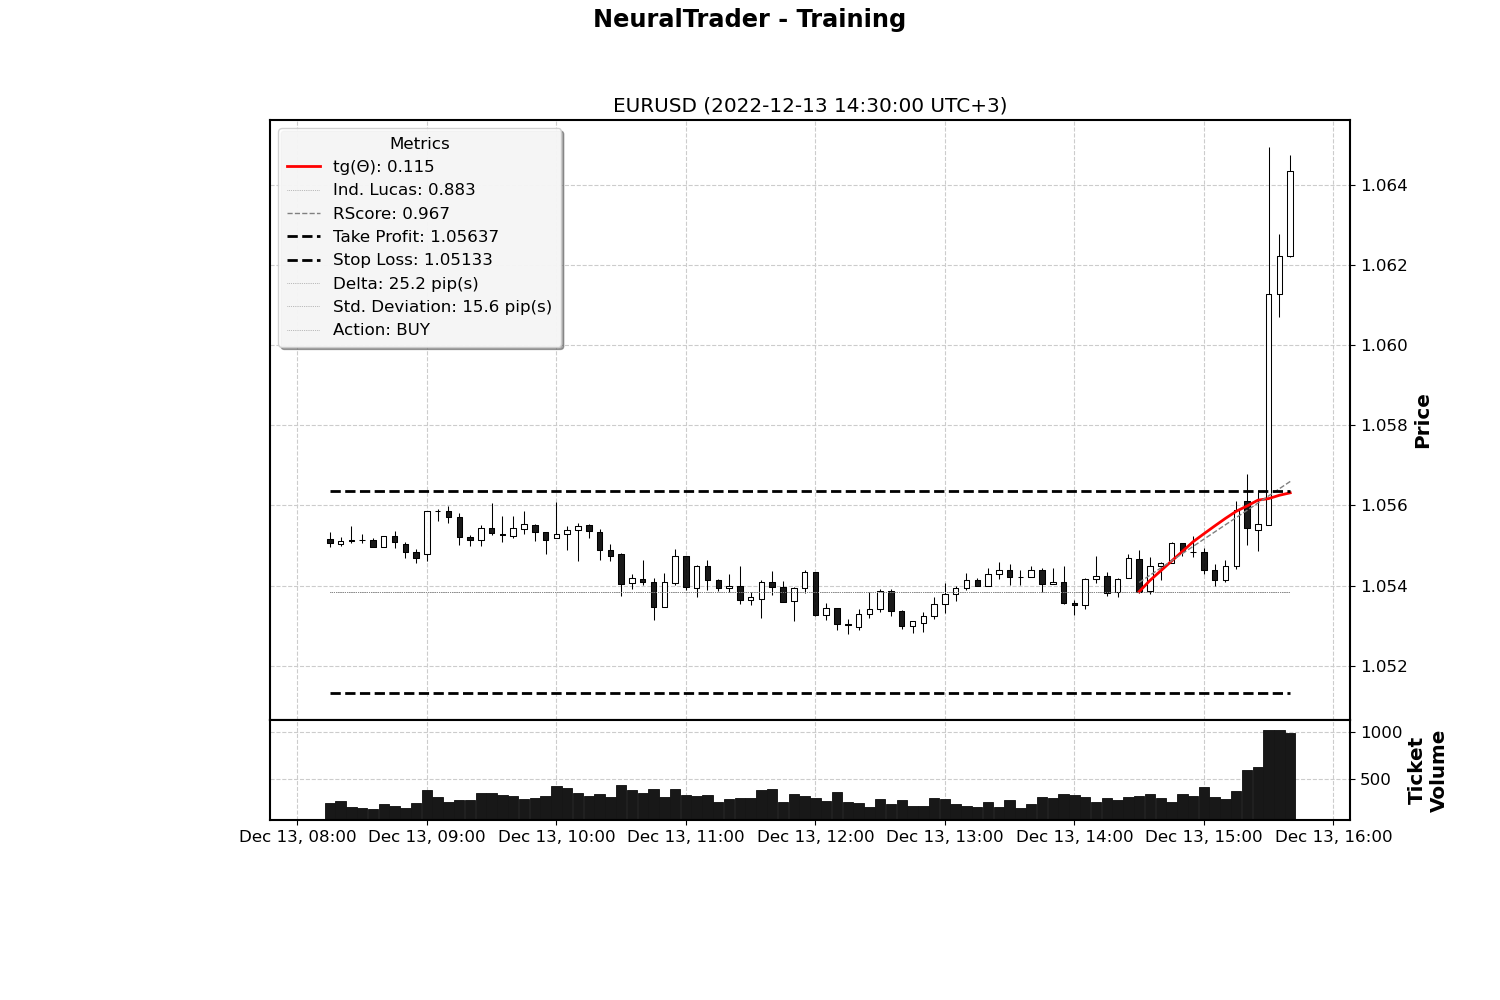 NeuralTrader - Training
EURUSD (2022-12-13 14:30:00 UTC+3)
Metrics
tg(Θ): 0.115
Ind. Lucas: 0.883
RScore: 0.967
Take Profit: 1.05637
Stop Loss: 1.05133
Delta: 25.2 pip(s)
Std. Deviation: 15.6 pip(s)
Action: BUY
1.064
1.062
1.060
1.058
1.056
1.054
1.052
Price
1000
500
Ticket
Volume
Dec 13, 08:00 Dec 13, 09:00 Dec 13, 10:00 Dec 13, 11:00 Dec 13, 12:00 Dec 13, 13:00 Dec 13, 14:00 Dec 13, 15:00 Dec 13, 16:00